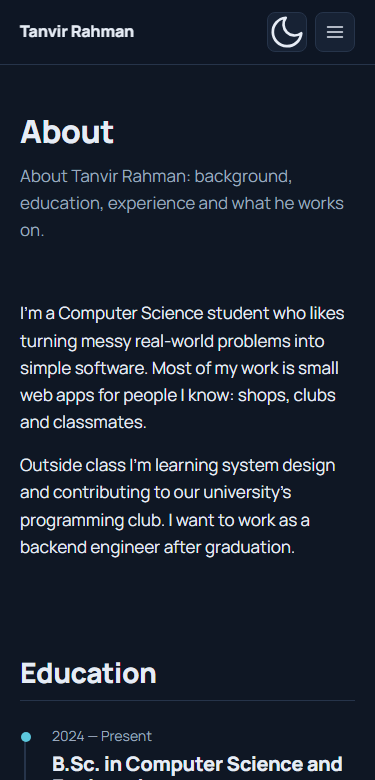 Tanvir Rahman
About
About Tanvir Rahman: background,
education, experience and what he works
on.
I'm a Computer Science student who likes
turning messy real-world problems into
simple software. Most of my work is small
web apps for people I know: shops, clubs
and classmates.
Outside class I'm learning system design
and contributing to our university's
programming club. I want to work as a
backend engineer after graduation.
Education
2024 — Present
B.Sc. in Computer Science and